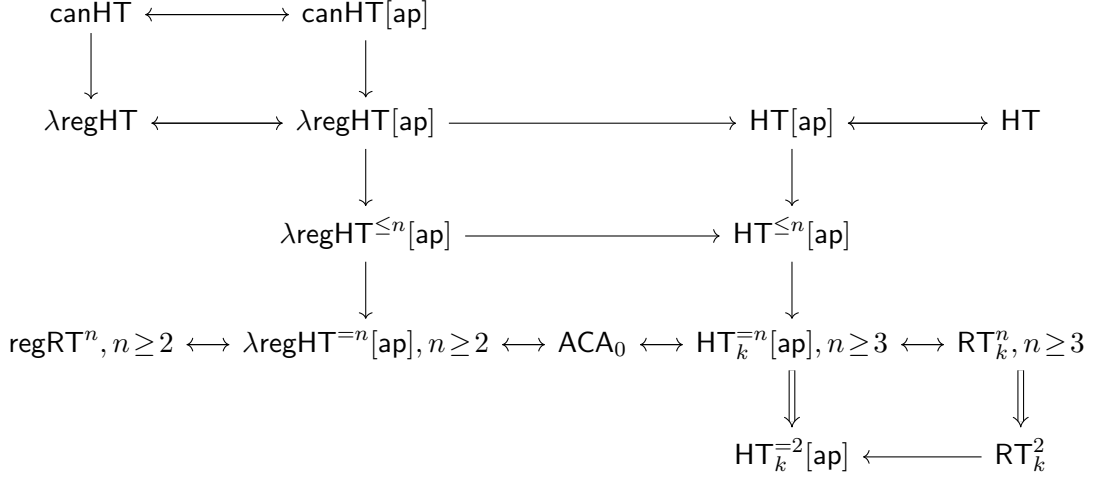 canHT ⟷ canHT[ap]
λregHT ⟷ λregHT[ap] ⟶ HT[ap] ⟷ HT
λregHT^{≤n}[ap] ⟶ HT^{≤n}[ap]
regRT^n, n ≥ 2 ⟷ λregHT^{=n}[ap], n ≥ 2 ⟷ ACA_0 ⟷ HT_k^{=n}[ap], n ≥ 3 ⟷ RT_k^n, n ≥ 3
HT_k^{=2}[ap] ⟵ RT_k^2